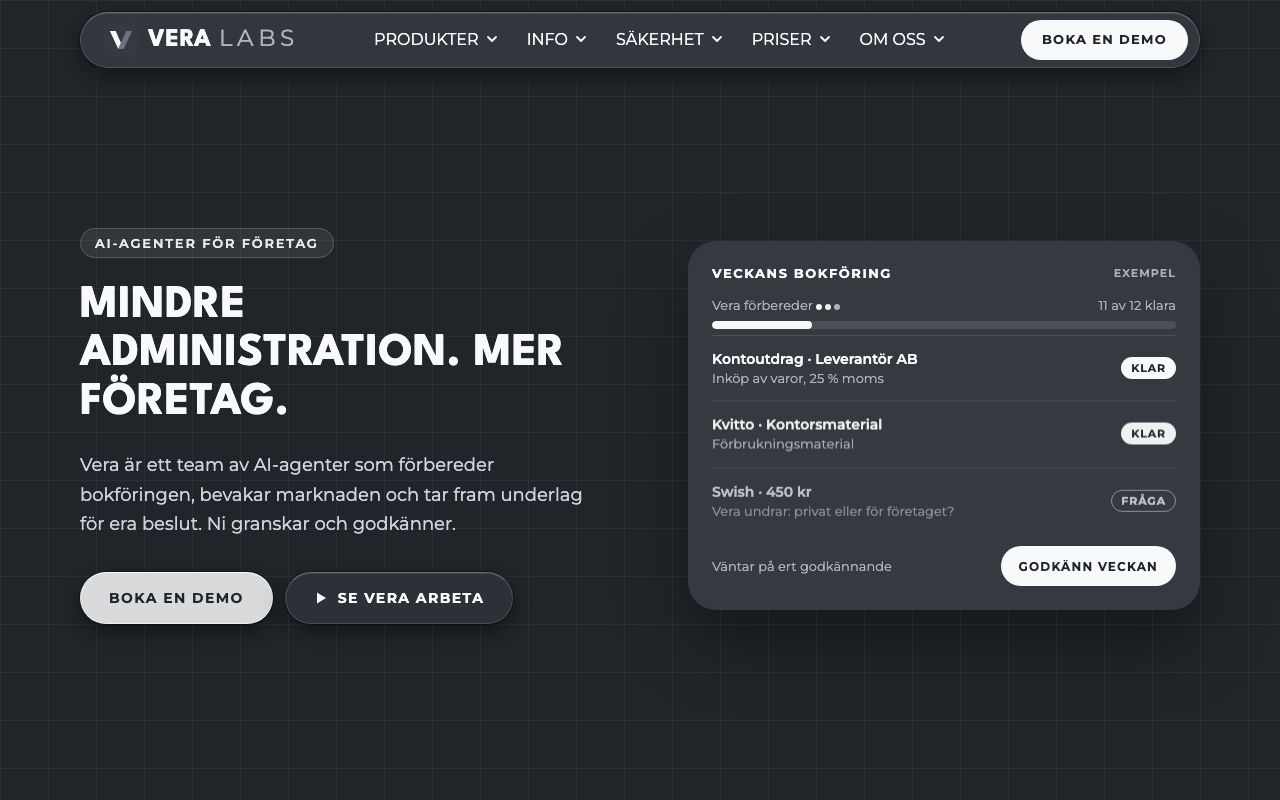 VERA LABS
PRODUKTER
INFO
SÄKERHET
PRISER
OM OSS
BOKA EN DEMO
AI-AGENTER FÖR FÖRETAG
MINDRE
ADMINISTRATION. MER
FÖRETAG.
Vera är ett team av AI-agenter som förbereder
bokföringen, bevakar marknaden och tar fram underlag
för era beslut. Ni granskar och godkänner.
BOKA EN DEMO
SE VERA ARBETA
VECKANS BOKFÖRING
EXEMPEL
Vera förbereder
11 av 12 klara
Kontoutdrag · Leverantör AB
Inköp av varor, 25 % moms
KLAR
Kvitto · Kontorsmaterial
Förbrukningsmaterial
KLAR
Swish · 450 kr
Vera undrar: privat eller för företaget?
FRÅGA
Väntar på ert godkännande
GODKÄNN VECKAN